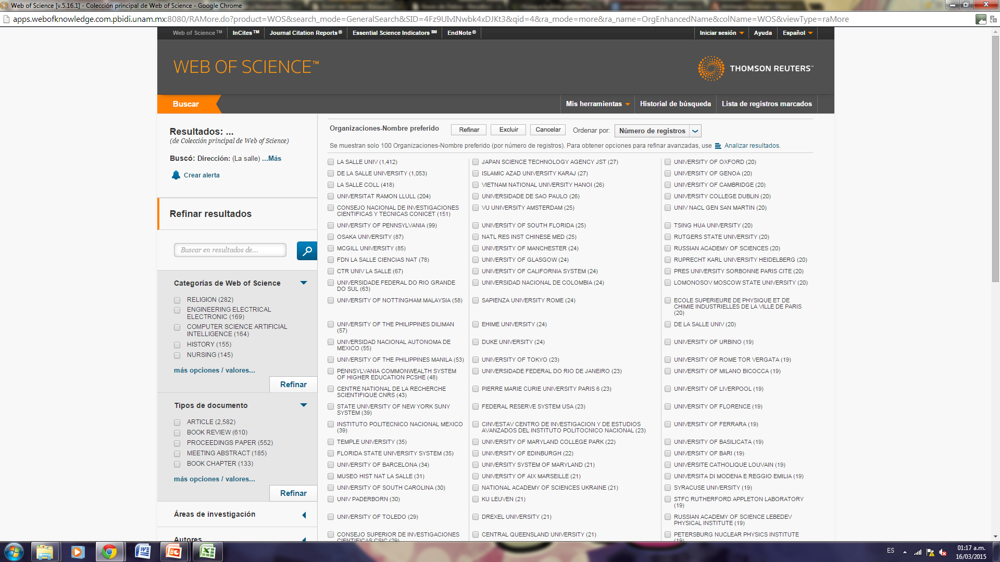 Web of Science [v.5.16.1] - Colección principal de Web of Science - Google Chrome
apps.webofknowledge.com.pbidi.unam.mx:8080/RAMore.do?product=WOS&search_mode=GeneralSearch&SID=4Fz9UIvINwbk4xDJKt3&qid=4&ra_mode=more&ra_name=OrgEnhancedName&colName=WOS&viewType=raMore
Web of Science™ InCites™ Journal Citation Reports® Essential Science Indicators℠ EndNote® Iniciar sesión Ayuda Español
WEB OF SCIENCE™
THOMSON REUTERS™
Buscar
Mis herramientas Historial de búsqueda Lista de registros marcados
Resultados: ...
(de Colección principal de Web of Science)
Buscó: Dirección: (La salle) ...Más
Crear alerta
Refinar resultados
Buscar en resultados de...
Categorías de Web of Science
RELIGION (282)
ENGINEERING ELECTRICAL
ELECTRONIC (169)
COMPUTER SCIENCE ARTIFICIAL
INTELLIGENCE (164)
HISTORY (155)
NURSING (145)
más opciones / valores...
Refinar
Tipos de documento
ARTICLE (2,582)
BOOK REVIEW (610)
PROCEEDINGS PAPER (552)
MEETING ABSTRACT (185)
BOOK CHAPTER (133)
más opciones / valores...
Refinar
Áreas de investigación
Autores
Organizaciones-Nombre preferido Refinar Excluir Cancelar Ordenar por: Número de registros
Se muestran solo 100 Organizaciones-Nombre preferido (por número de registros). Para obtener opciones para refinar avanzadas, use Analizar resultados.
LA SALLE UNIV (1,412)
DE LA SALLE UNIVERSITY (1,053)
LA SALLE COLL (418)
UNIVERSITAT RAMON LLULL (204)
CONSEJO NACIONAL DE INVESTIGACIONES
CIENTIFICAS Y TECNICAS CONICET (151)
UNIVERSITY OF PENNSYLVANIA (99)
OSAKA UNIVERSITY (87)
MCGILL UNIVERSITY (85)
FDN LA SALLE CIENCIAS NAT (78)
CTR UNIV LA SALLE (67)
UNIVERSIDADE FEDERAL DO RIO GRANDE
DO SUL (63)
UNIVERSITY OF NOTTINGHAM MALAYSIA (58)
UNIVERSITY OF THE PHILIPPINES DILIMAN
(57)
UNIVERSIDAD NACIONAL AUTONOMA DE
MEXICO (55)
UNIVERSITY OF THE PHILIPPINES MANILA (53)
PENNSYLVANIA COMMONWEALTH SYSTEM
OF HIGHER EDUCATION PCSHE (48)
CENTRE NATIONAL DE LA RECHERCHE
SCIENTIFIQUE CNRS (43)
STATE UNIVERSITY OF NEW YORK SUNY
SYSTEM (39)
INSTITUTO POLITECNICO NACIONAL MEXICO
(39)
TEMPLE UNIVERSITY (35)
FLORIDA STATE UNIVERSITY SYSTEM (35)
UNIVERSITY OF BARCELONA (34)
MUSEO HIST NAT LA SALLE (31)
UNIVERSITY OF SOUTH CAROLINA (30)
UNIV PADERBORN (30)
UNIVERSITY OF TOLEDO (29)
CONSEJO SUPERIOR DE INVESTIGACIONES
CIENTIFICAS CSIC (29)
JAPAN SCIENCE TECHNOLOGY AGENCY JST (27)
ISLAMIC AZAD UNIVERSITY KARAJ (27)
VIETNAM NATIONAL UNIVERSITY HANOI (26)
UNIVERSIDADE DE SAO PAULO (26)
VU UNIVERSITY AMSTERDAM (25)
UNIVERSITY OF SOUTH FLORIDA (25)
NATL RES INST CHINESE MED (25)
UNIVERSITY OF MANCHESTER (24)
UNIVERSITY OF GLASGOW (24)
UNIVERSITY OF CALIFORNIA SYSTEM (24)
UNIVERSIDAD NACIONAL DE COLOMBIA (24)
SAPIENZA UNIVERSITY ROME (24)
EHIME UNIVERSITY (24)
DUKE UNIVERSITY (24)
UNIVERSITY OF TOKYO (23)
UNIVERSIDADE FEDERAL DO RIO DE JANEIRO (23)
PIERRE MARIE CURIE UNIVERSITY PARIS 6 (23)
FEDERAL RESERVE SYSTEM USA (23)
CINVESTAV CENTRO DE INVESTIGACION Y DE ESTUDIOS
AVANZADOS DEL INSTITUTO POLITOCNICO NACIONAL (23)
UNIVERSITY OF MARYLAND COLLEGE PARK (22)
UNIVERSITY OF EDINBURGH (22)
UNIVERSITY SYSTEM OF MARYLAND (21)
UNIVERSITY OF AIX MARSEILLE (21)
NATIONAL ACADEMY OF SCIENCES UKRAINE (21)
KU LEUVEN (21)
DREXEL UNIVERSITY (21)
CENTRAL QUEENSLAND UNIVERSITY (21)
UNIVERSITY OF OXFORD (20)
UNIVERSITY OF GENOA (20)
UNIVERSITY OF CAMBRIDGE (20)
UNIVERSITY COLLEGE DUBLIN (20)
UNIV NACL GEN SAN MARTIN (20)
TSING HUA UNIVERSITY (20)
RUTGERS STATE UNIVERSITY (20)
RUSSIAN ACADEMY OF SCIENCES (20)
RUPRECHT KARL UNIVERSITY HEIDELBERG (20)
PRES UNIVERSITY SORBONNE PARIS CITE (20)
LOMONOSOV MOSCOW STATE UNIVERSITY (20)
ECOLE SUPERIEURE DE PHYSIQUE ET DE
CHIMIE INDUSTRIELLES DE LA VILLE DE PARIS
(20)
DE LA SALLE UNIV (20)
UNIVERSITY OF URBINO (19)
UNIVERSITY OF ROME TOR VERGATA (19)
UNIVERSITY OF MILANO BICOCCA (19)
UNIVERSITY OF LIVERPOOL (19)
UNIVERSITY OF FLORENCE (19)
UNIVERSITY OF FERRARA (19)
UNIVERSITY OF BASILICATA (19)
UNIVERSITY OF BARI (19)
UNIVERSITE CATHOLIQUE LOUVAIN (19)
UNIVERSITA DI MODENA E REGGIO EMILIA (19)
SYRACUSE UNIVERSITY (19)
STFC RUTHERFORD APPLETON LABORATORY
(19)
RUSSIAN ACADEMY OF SCIENCE LEBEDEV
PHYSICAL INSTITUTE (19)
PETERSBURG NUCLEAR PHYSICS INSTITUTE
(19)
ES
01:17 a.m.
16/03/2015